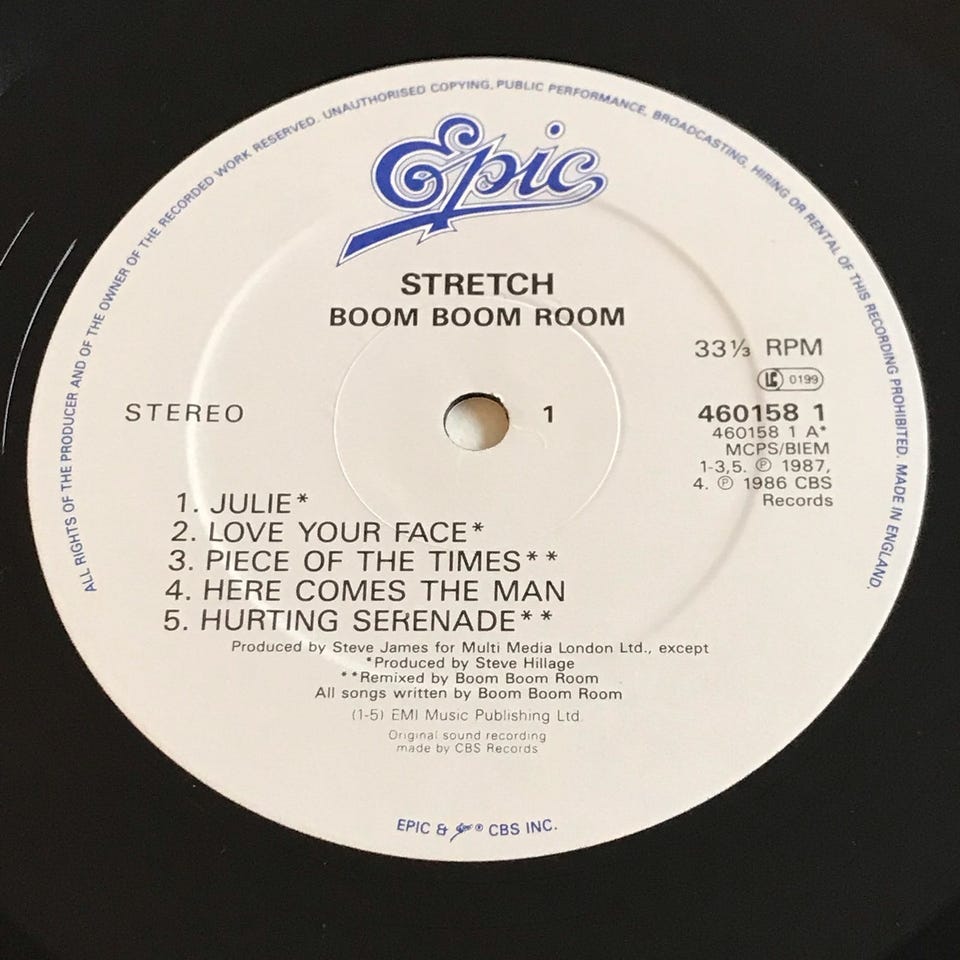 ALL RIGHTS OF THE PRODUCER AND OF THE OWNER OF THE RECORDED WORK RESERVED. UNAUTHORISED COPYING, PUBLIC PERFORMANCE, BROADCASTING, HIRING OR RENTAL OF THIS RECORDING PROHIBITED. MADE IN ENGLAND.
Epic
STRETCH
BOOM BOOM ROOM
33⅓ RPM
LC 0199
STEREO
1
460158 1
460158 1 A*
MCPS/BIEM
1-3,5. ℗ 1987,
4. ℗ 1986 CBS
Records
1. JULIE*
2. LOVE YOUR FACE*
3. PIECE OF THE TIMES**
4. HERE COMES THE MAN
5. HURTING SERENADE**
Produced by Steve James for Multi Media London Ltd., except
*Produced by Steve Hillage
**Remixed by Boom Boom Room
All songs written by Boom Boom Room
(1-5) EMI Music Publishing Ltd
Original sound recording
made by CBS Records
EPIC & ® CBS INC.